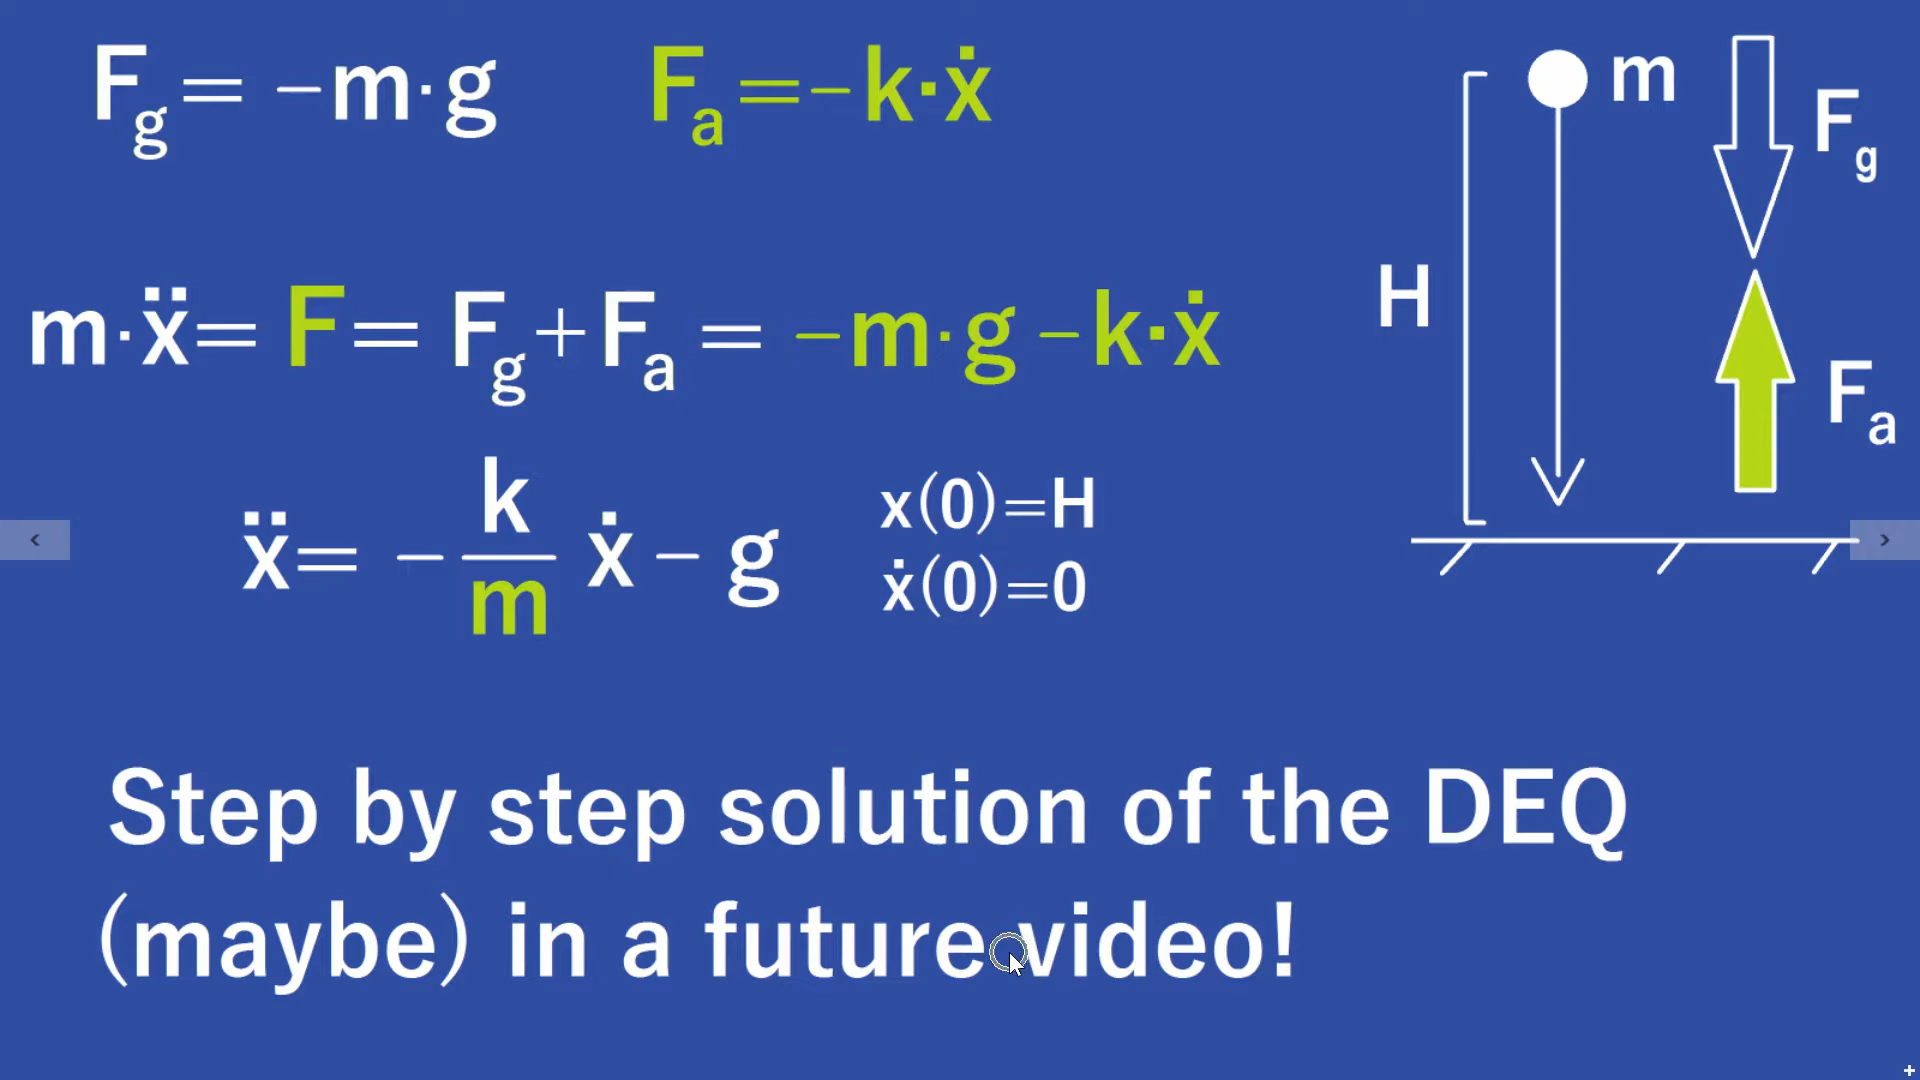 F_g = −m·g
F_a = −k·ẋ
m
F_g
H
m·ẍ = F = F_g + F_a = −m·g −k·ẋ
F_a
ẍ = − k/m ẋ − g
x(0)=H
ẋ(0)=0
Step by step solution of the DEQ
(maybe) in a future video!